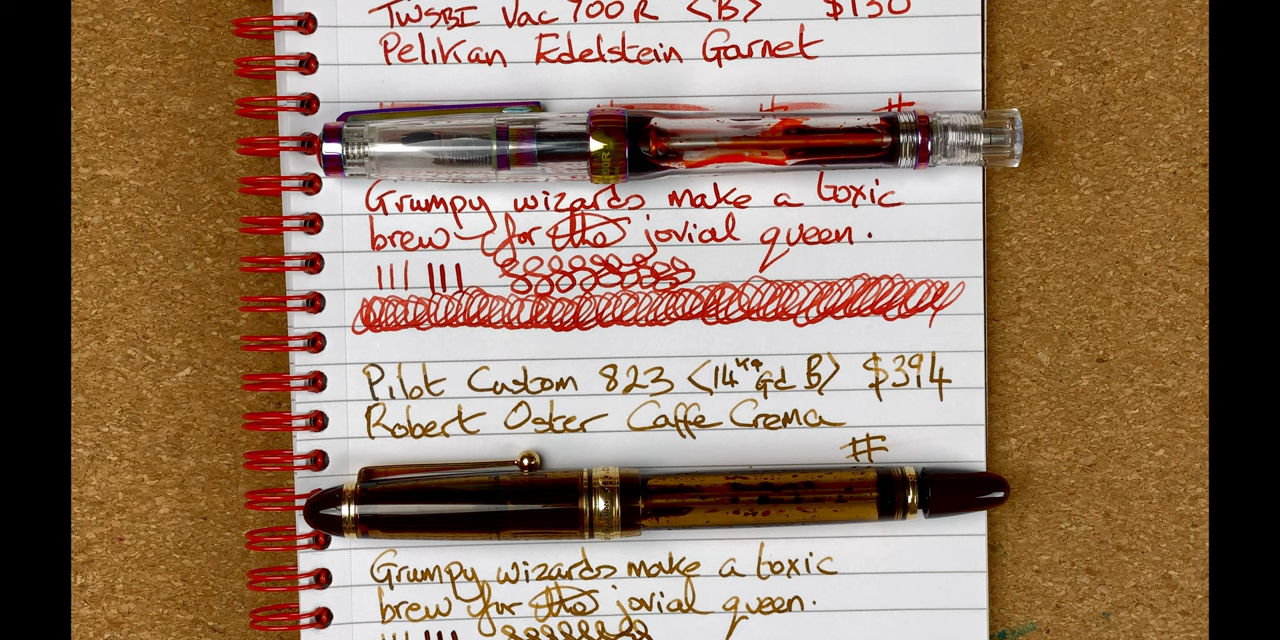 TWSBI Vac 700R <B> $130
Pelikan Edelstein Garnet
#
Grumpy wizards make a toxic
brew for the jovial queen.
Pilot Custom 823 <14kt Gd B> $394
Robert Oster Caffe Crema
#
Grumpy wizards make a toxic
brew for the jovial queen.